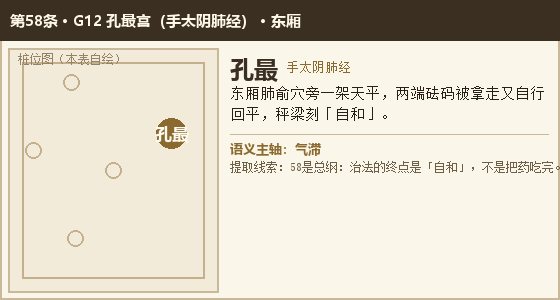 第58条·G12 孔最宫（手太阴肺经）·东厢
桩位图（本表自绘）
孔最
孔最 手太阴肺经
东厢肺俞穴旁一架天平，两端砝码被拿走又自行
回平，秤梁刻「自和」。
语义主轴：气滞
提取线索：58是总纲：治法的终点是「自和」，不是把药吃完。